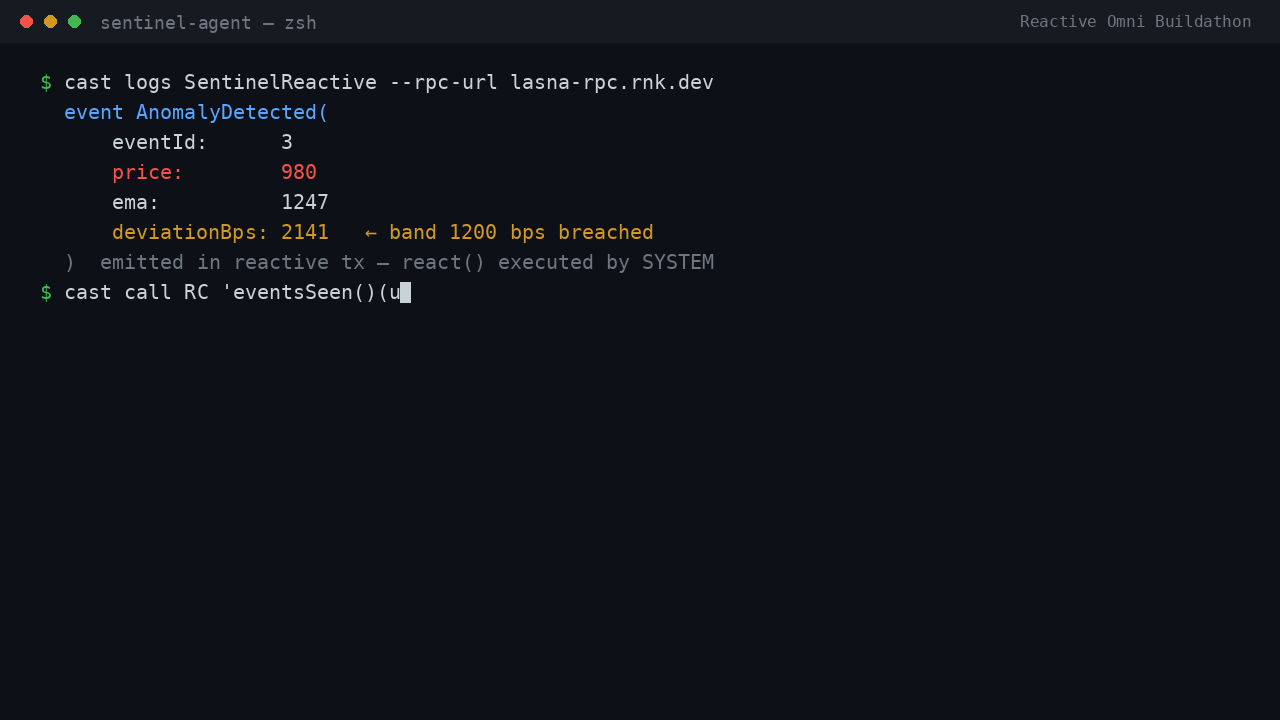 sentinel-agent — zsh
Reactive Omni Buildathon
$ cast logs SentinelReactive --rpc-url lasna-rpc.rnk.dev
event AnomalyDetected(
eventId: 3
price: 980
ema: 1247
deviationBps: 2141 ← band 1200 bps breached
) emitted in reactive tx — react() executed by SYSTEM
$ cast call RC 'eventsSeen()(u